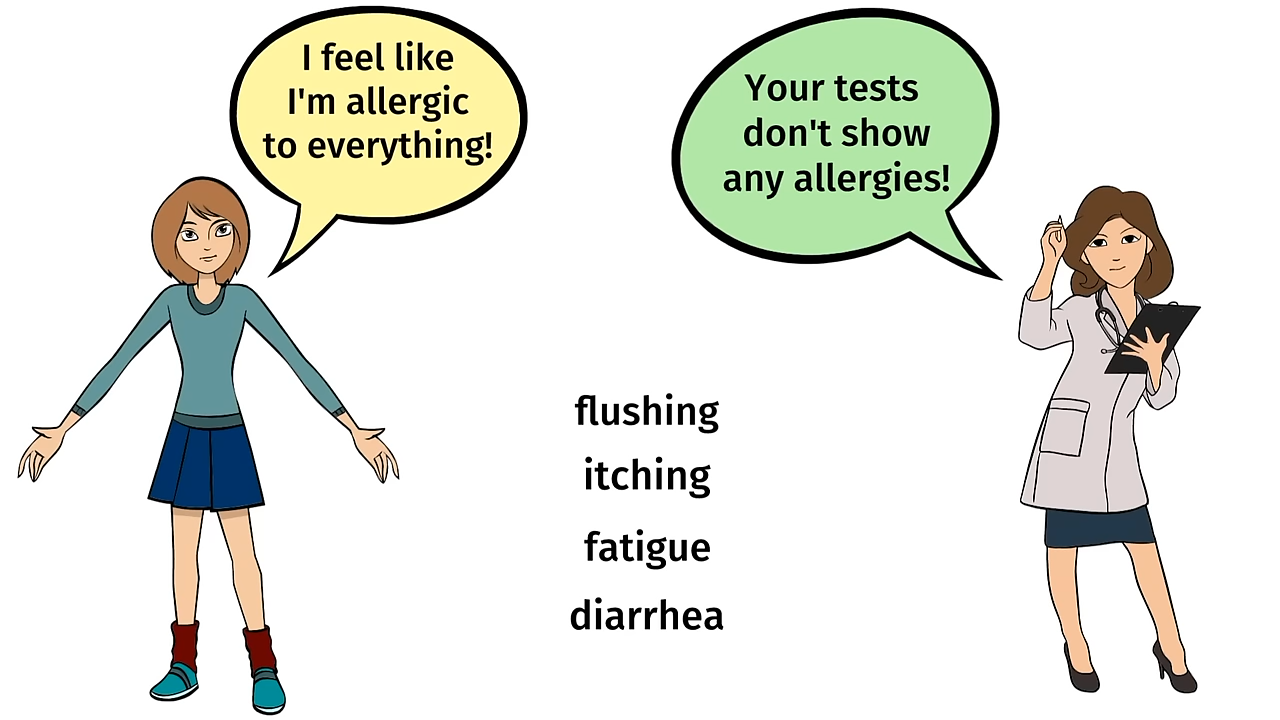 I feel like
I'm allergic
to everything!
Your tests
don't show
any allergies!
flushing
itching
fatigue
diarrhea